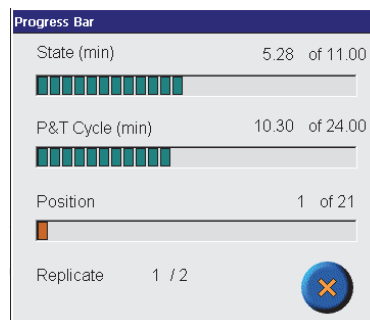 Progress Bar
State (min) 5.28 of 11.00
P&T Cycle (min) 10.30 of 24.00
Position 1 of 21
Replicate 1 / 2